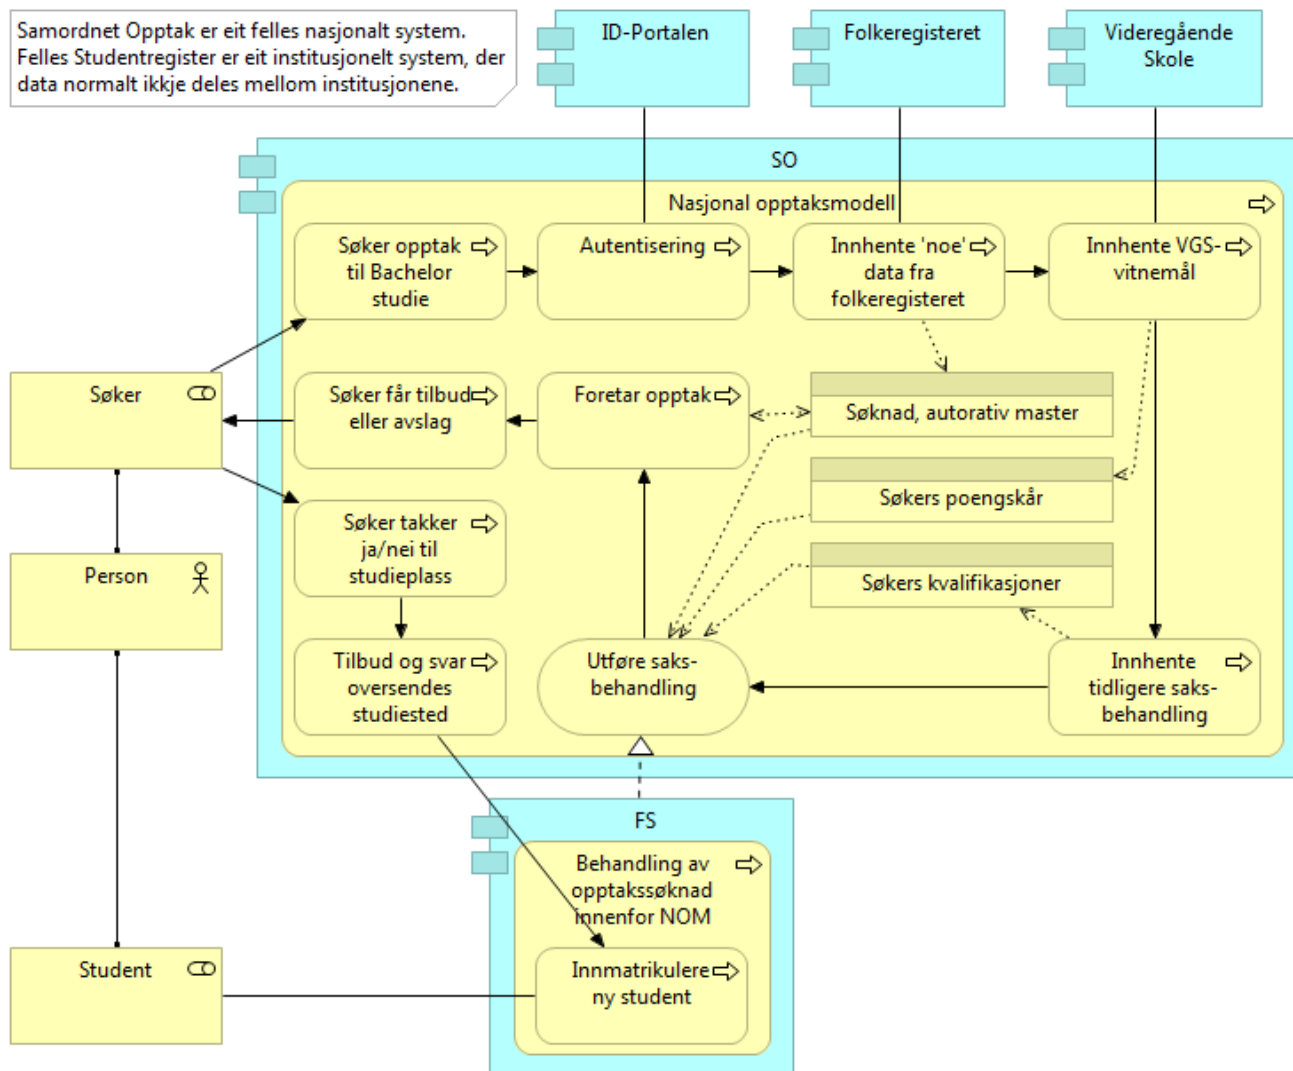 Samordnet Opptak er eit felles nasjonalt system.
Felles Studentregister er eit institusjonelt system, der
data normalt ikkje deles mellom institusjonene.
ID-Portalen
Folkeregisteret
Videregående
Skole
SO
Nasjonal opptaksmodell
Søker opptak
til Bachelor
studie
Autentisering
Innhente 'noe'
data fra
folkeregisteret
Innhente VGS-
vitnemål
Søker
Søker får tilbud
eller avslag
Foretar opptak
Søknad, autorativ master
Søkers poengskår
Søker takker
ja/nei til
studieplass
Person
Søkers kvalifikasjoner
Tilbud og svar
oversendes
studiested
Utføre saks-
behandling
Innhente
tidligere saks-
behandling
FS
Behandling av
opptakssøknad
innenfor NOM
Student
Innmatrikulere
ny student